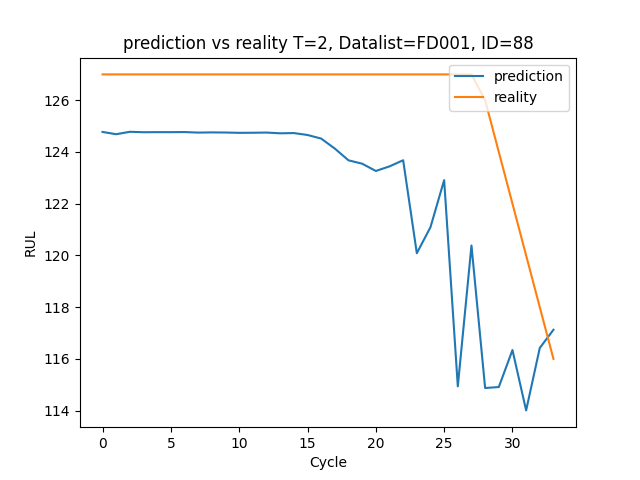 prediction vs reality T=2, Datalist=FD001, ID=88
prediction
reality
RUL
126
124
122
120
118
116
114
0 5 10 15 20 25 30
Cycle